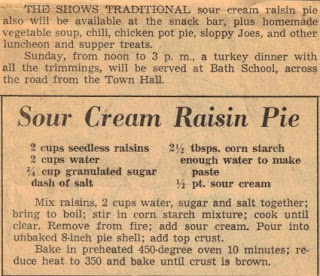 THE SHOWS TRADITIONAL sour cream raisin pie
also will be available at the snack bar, plus homemade
vegetable soup, chili, chicken pot pie, sloppy Joes, and other
luncheon and supper treats.
Sunday, from noon to 3 p. m., a turkey dinner with
all the trimmings, will be served at Bath School, across
the road from the Town Hall.
Sour Cream Raisin Pie
2 cups seedless raisins
2 cups water
¾ cup granulated sugar
dash of salt
2½ tbsps. corn starch
enough water to make
paste
½ pt. sour cream
Mix raisins, 2 cups water, sugar and salt together;
bring to boil; stir in corn starch mixture; cook until
clear. Remove from fire; add sour cream. Pour into
unbaked 8-inch pie shell; add top crust.
Bake in preheated 450-degree oven 10 minutes; re-
duce heat to 350 and bake until crust is brown.